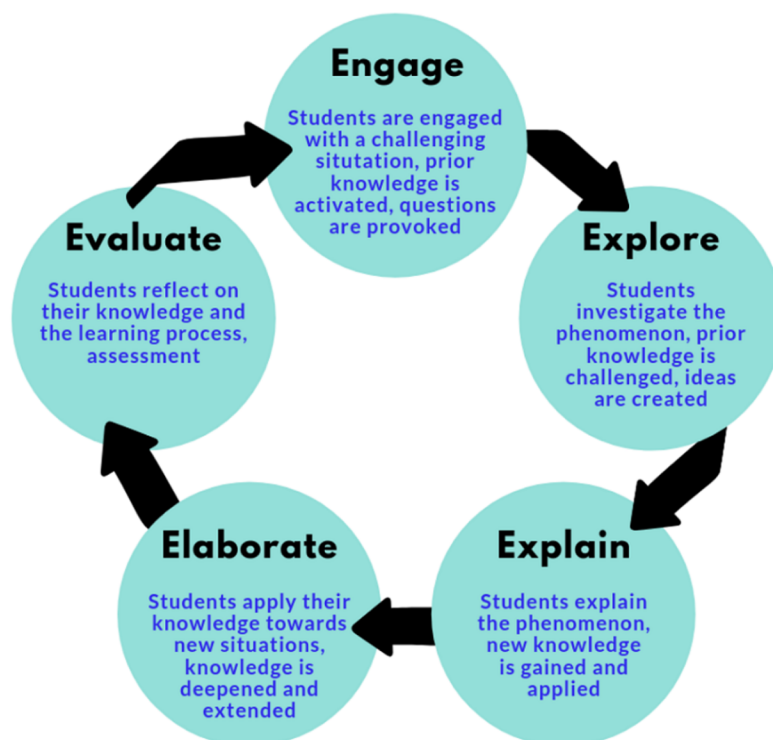 Engage
Students are engaged
with a challenging
situtation, prior
knowledge is
activated, questions
are provoked
Explore
Students
investigate the
phenomenon, prior
knowledge is
challenged, ideas
are created
Explain
Students explain
the phenomenon,
new knowledge
is gained and
applied
Elaborate
Students apply their
knowledge towards
new situations,
knowledge is
deepened and
extended
Evaluate
Students reflect on
their knowledge and
the learning process,
assessment